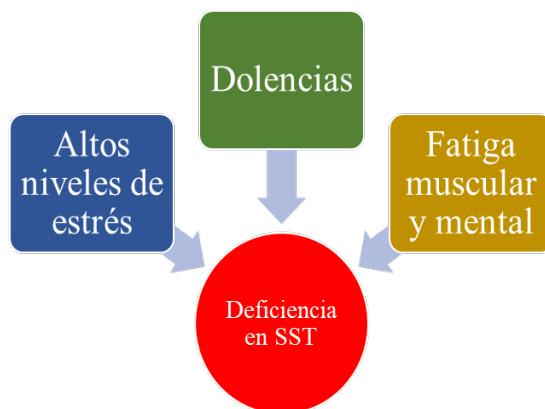 Dolencias
Altos
niveles de
estrés
Fatiga
muscular
y mental
Deficiencia
en SST